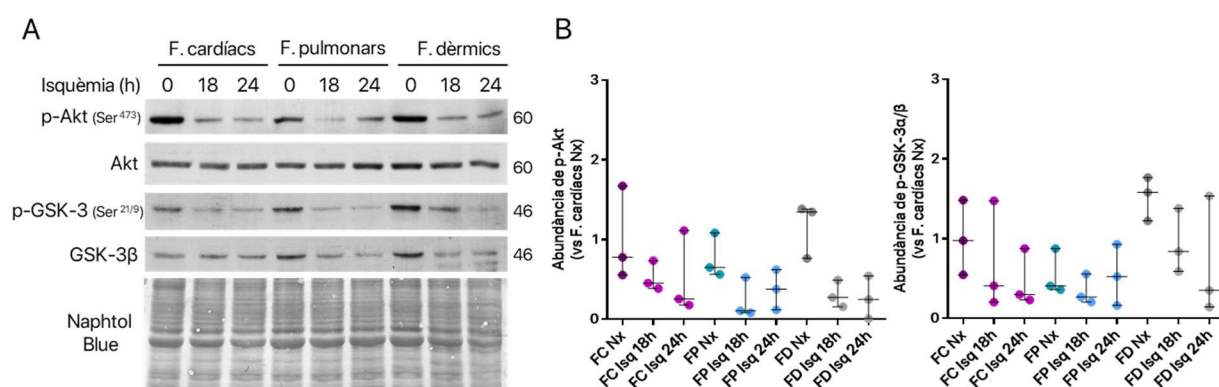 A
F. cardíacs F. pulmonars F. dèrmics
Isquèmia (h) 0 18 24 0 18 24 0 18 24
p-Akt (Ser473) 60
Akt 60
p-GSK-3 (Ser21/9) 46
GSK-3β 46
Naphtol
Blue
B
Abundància de p-Akt
(vs F. cardíacs Nx)
3
2
1
0
FC Nx
FC Isq 18h
FC Isq 24h
FP Nx
FP Isq 18h
FP Isq 24h
FD Nx
FD Isq 18h
FD Isq 24h
Abundància de p-GSK-3α/β
(vs F. cardíacs Nx)
3
2
1
0
FC Nx
FC Isq 18h
FC Isq 24h
FP Nx
FP Isq 18h
FP Isq 24h
FD Nx
FD Isq 18h
FD Isq 24h